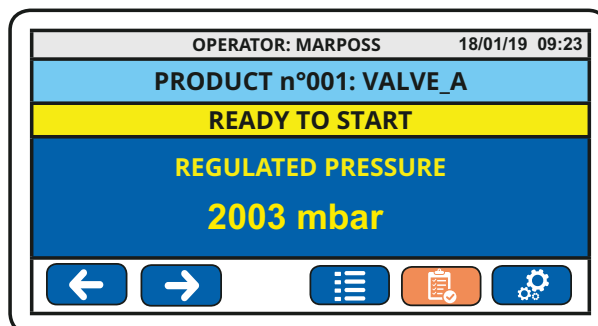 OPERATOR: MARPOSS 18/01/19 09:23
PRODUCT n°001: VALVE_A
READY TO START
REGULATED PRESSURE
2003 mbar